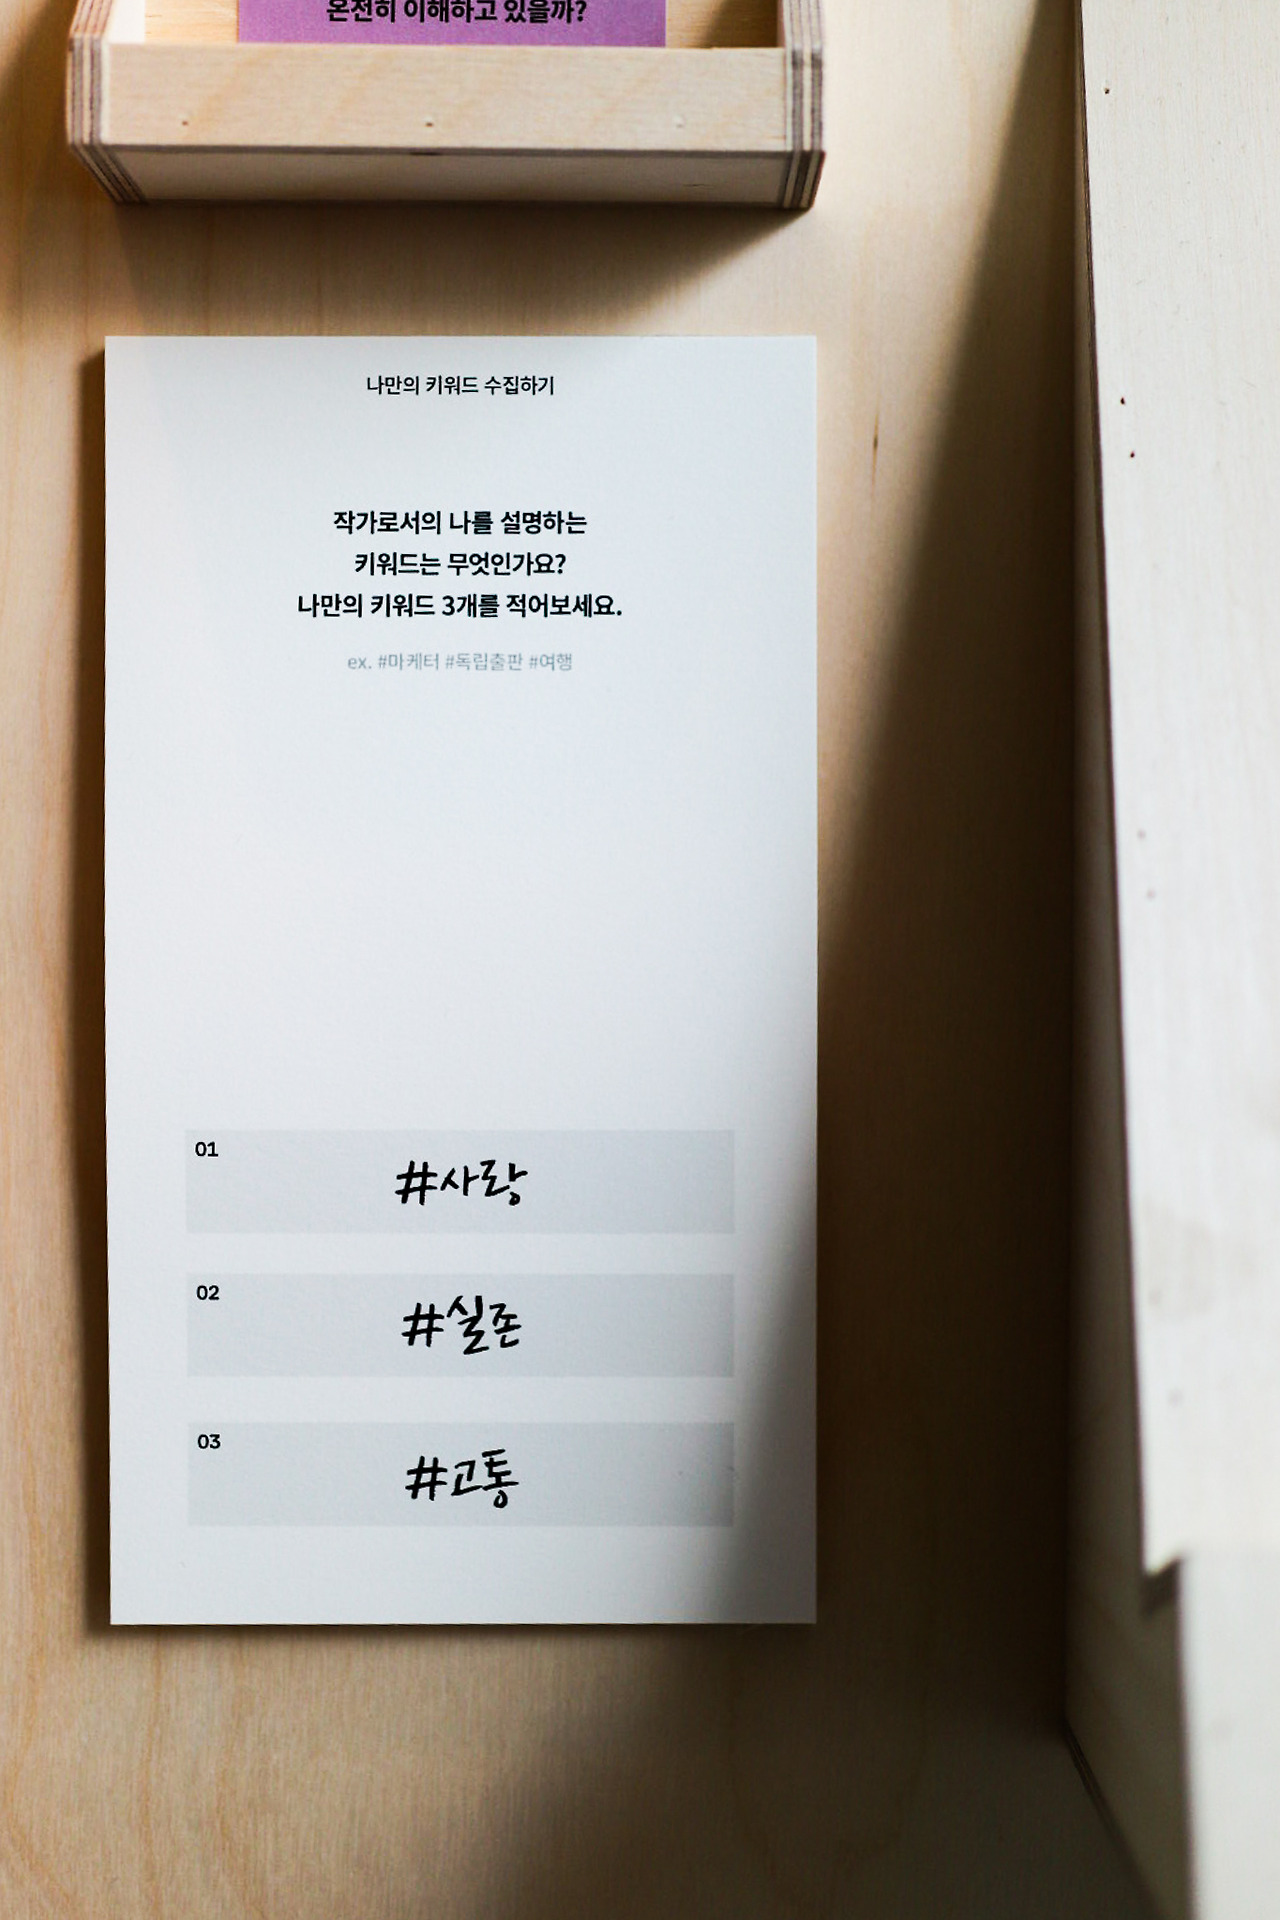 온전히 이해하고 있을까?
나만의 키워드 수집하기
작가로서의 나를 설명하는
키워드는 무엇인가요?
나만의 키워드 3개를 적어보세요.
ex. #마케터 #독립출판 #여행
01
#사랑
02
#실존
03
#고통